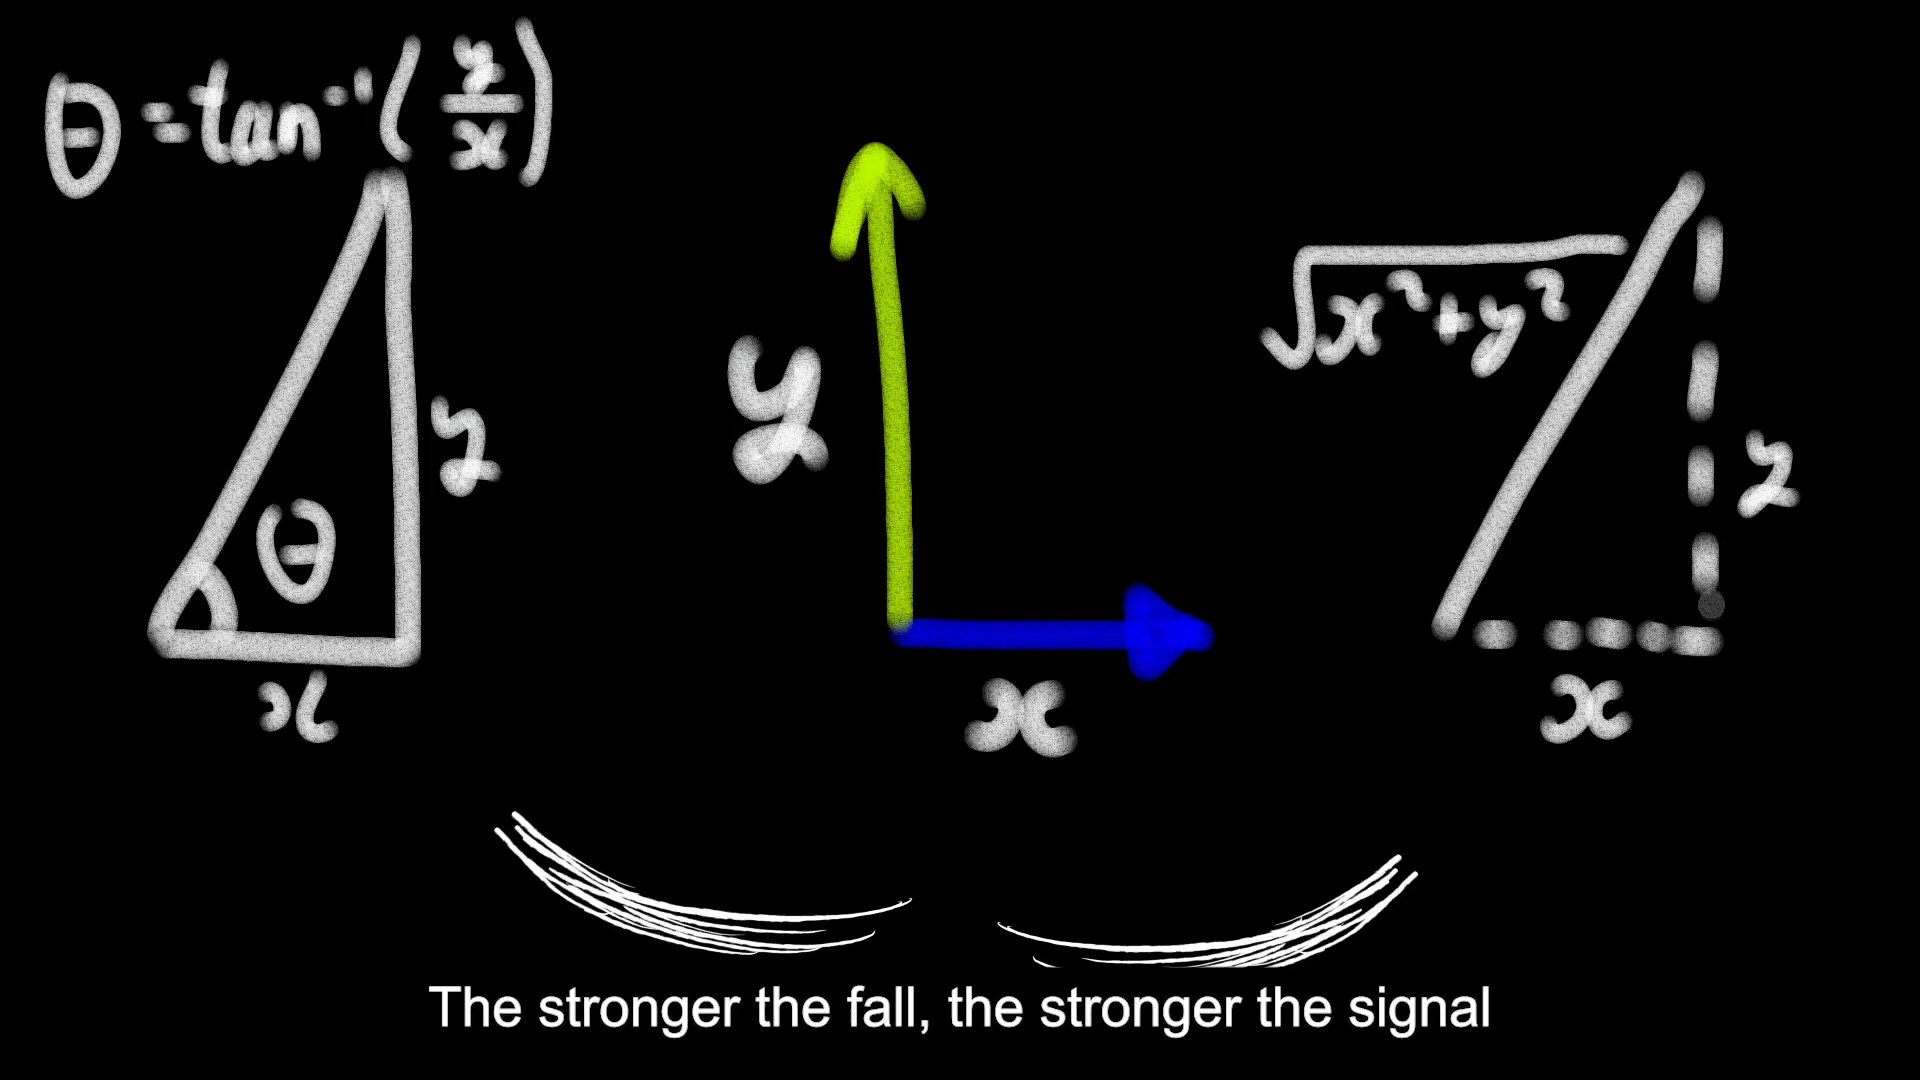 θ = tan⁻¹(y/x)
θ
y
x
y
x
√x²+y²
y
x
The stronger the fall, the stronger the signal